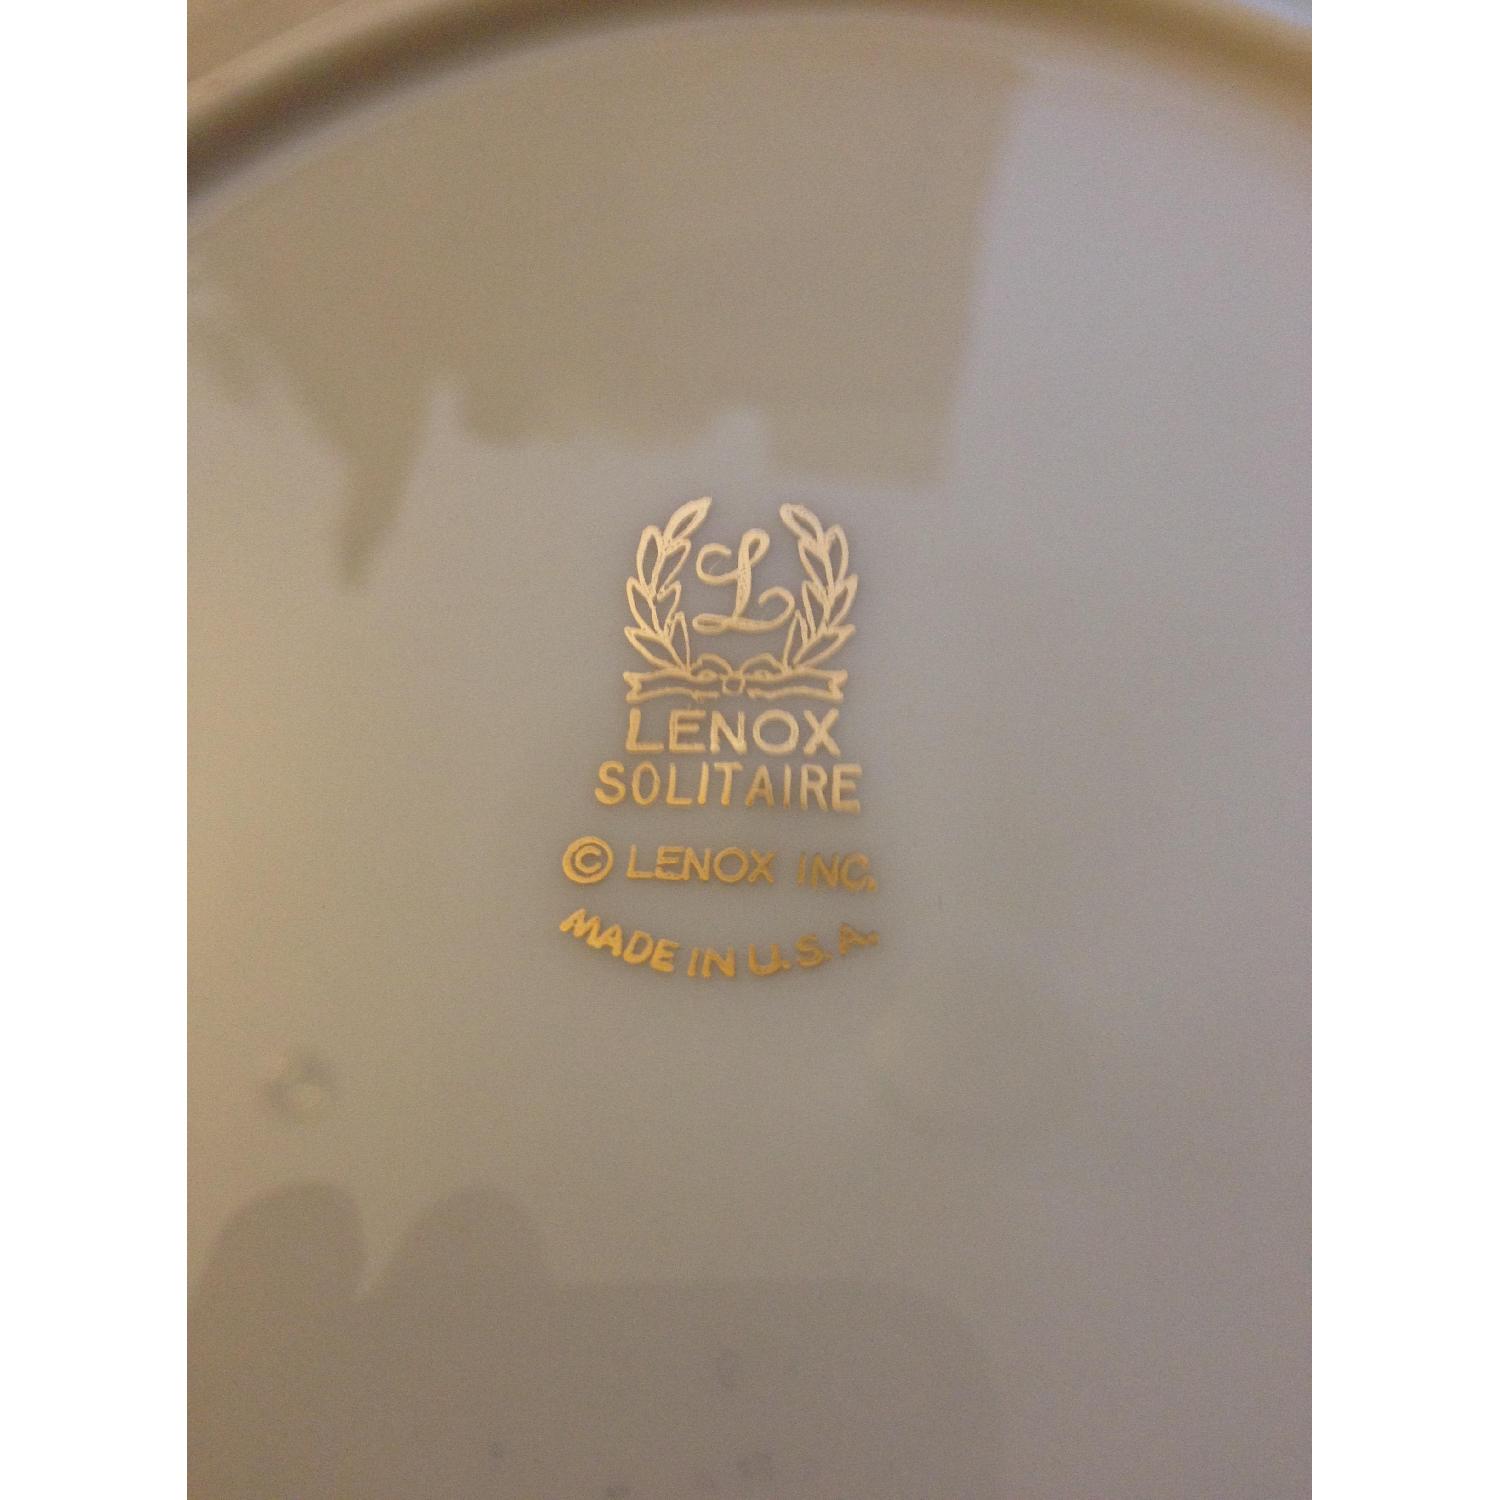 L
LENOX
SOLITAIRE
© LENOX INC.
MADE IN U.S.A.